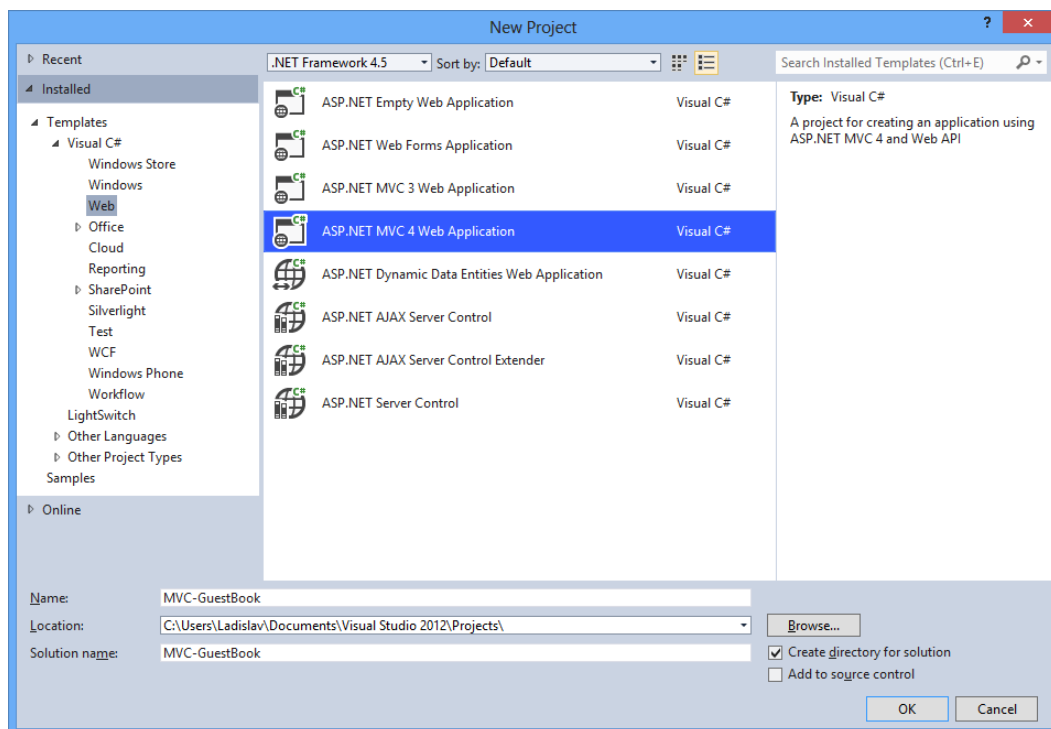 New Project
?
Recent
.NET Framework 4.5
Sort by:
Default
Search Installed Templates (Ctrl+E)
Installed
Templates
Visual C#
Windows Store
Windows
Web
Office
Cloud
Reporting
SharePoint
Silverlight
Test
WCF
Windows Phone
Workflow
LightSwitch
Other Languages
Other Project Types
Samples
Online
C#
ASP.NET Empty Web Application Visual C#
C#
ASP.NET Web Forms Application Visual C#
C#
ASP.NET MVC 3 Web Application Visual C#
C#
ASP.NET MVC 4 Web Application Visual C#
C#
ASP.NET Dynamic Data Entities Web Application Visual C#
C#
ASP.NET AJAX Server Control Visual C#
C#
ASP.NET AJAX Server Control Extender Visual C#
C#
ASP.NET Server Control Visual C#
Type: Visual C#
A project for creating an application using
ASP.NET MVC 4 and Web API
Name: MVC-GuestBook
Location: C:\Users\Ladislav\Documents\Visual Studio 2012\Projects\
Browse...
Solution name: MVC-GuestBook
Create directory for solution
Add to source control
OK
Cancel